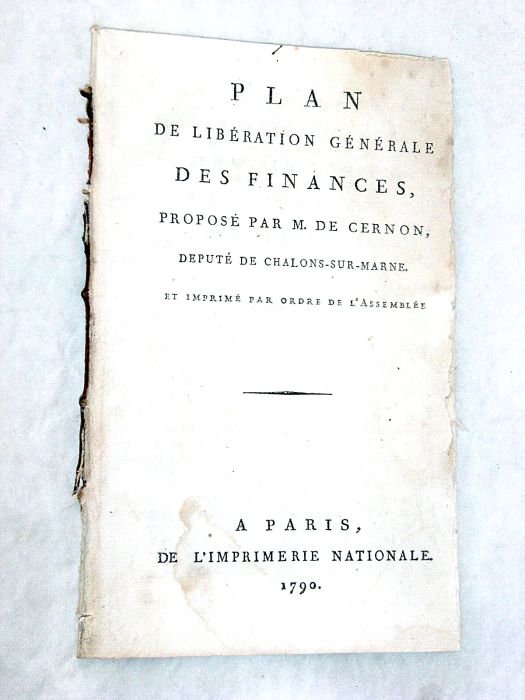 PLAN
DE LIBÉRATION GÉNÉRALE
DES FINANCES,
PROPOSÉ PAR M. DE CERNON,
DEPUTÉ DE CHALONS-SUR-MARNE.
ET IMPRIMÉ PAR ORDRE DE L'ASSEMBLÉE
A PARIS,
DE L'IMPRIMERIE NATIONALE.
1790.